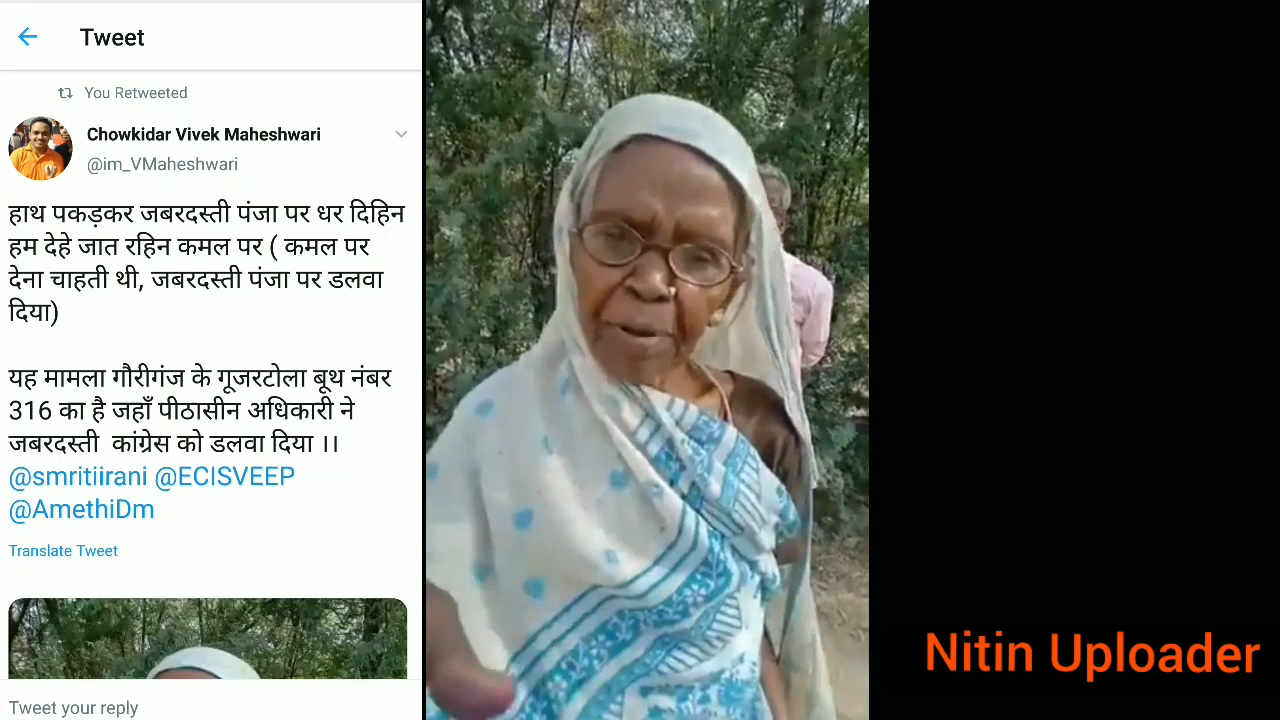 Tweet
You Retweeted
Chowkidar Vivek Maheshwari
@im_VMaheshwari
हाथ पकड़कर जबरदस्ती पंजा पर धर दिहिन
हम देहे जात रहिन कमल पर ( कमल पर
देना चाहती थी, जबरदस्ती पंजा पर डलवा
दिया)
यह मामला गौरीगंज के गूजरटोला बूथ नंबर
316 का है जहाँ पीठासीन अधिकारी ने
जबरदस्ती कांग्रेस को डलवा दिया ।।
@smritiirani @ECISVEEP
@AmethiDm
Translate Tweet
Tweet your reply
Nitin Uploader